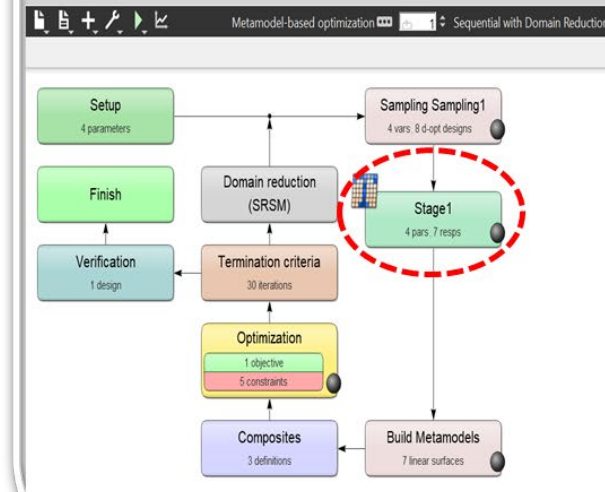 Metamodel-based optimization 1 Sequential with Domain Reduction
Setup
4 parameters
Sampling Sampling1
4 vars. 8 d-opt designs
Finish
Domain reduction
(SRSM)
Stage1
4 pars. 7 resps
Verification
1 design
Termination criteria
30 iterations
Optimization
1 objective
5 constraints
Composites
3 definitions
Build Metamodels
7 linear surfaces